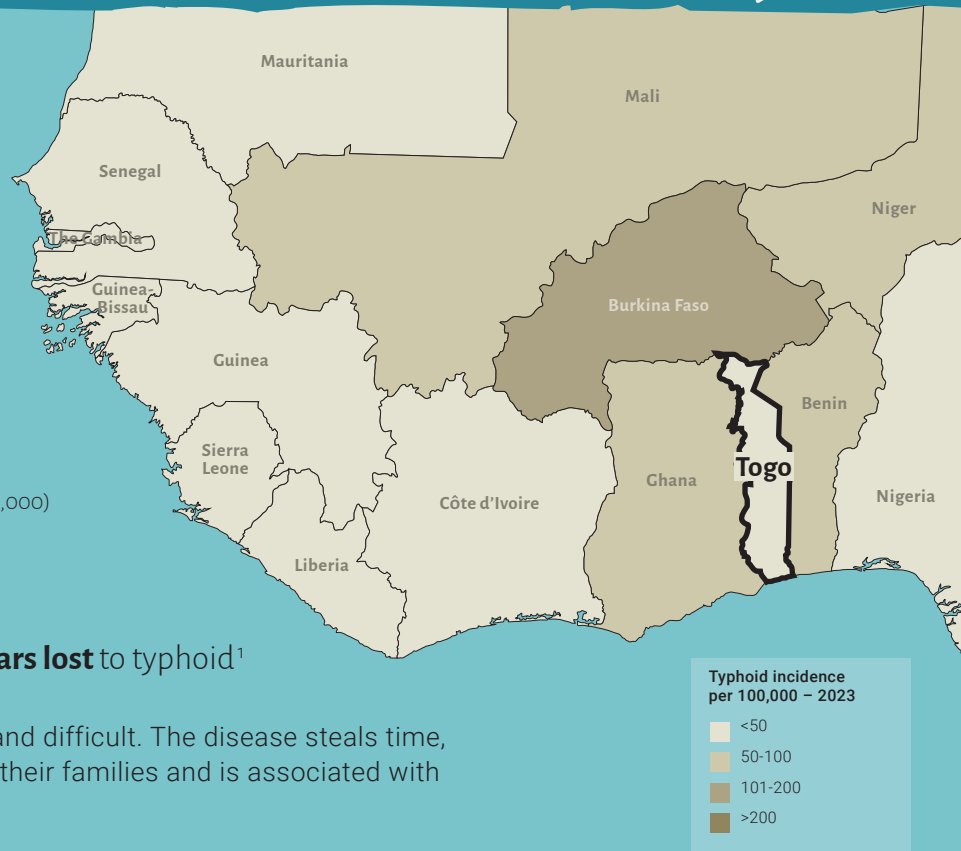 Mauritania
Mali
Senegal
Niger
The Gambia
Guinea-
Bissau
Burkina Faso
Guinea
Benin
Sierra
Leone
Togo
Ghana
Côte d'Ivoire
Nigeria
,000)
Liberia
ars lost to typhoid¹
Typhoid incidence
per 100,000 – 2023
<50
50-100
101-200
>200
and difficult. The disease steals time,
their families and is associated with